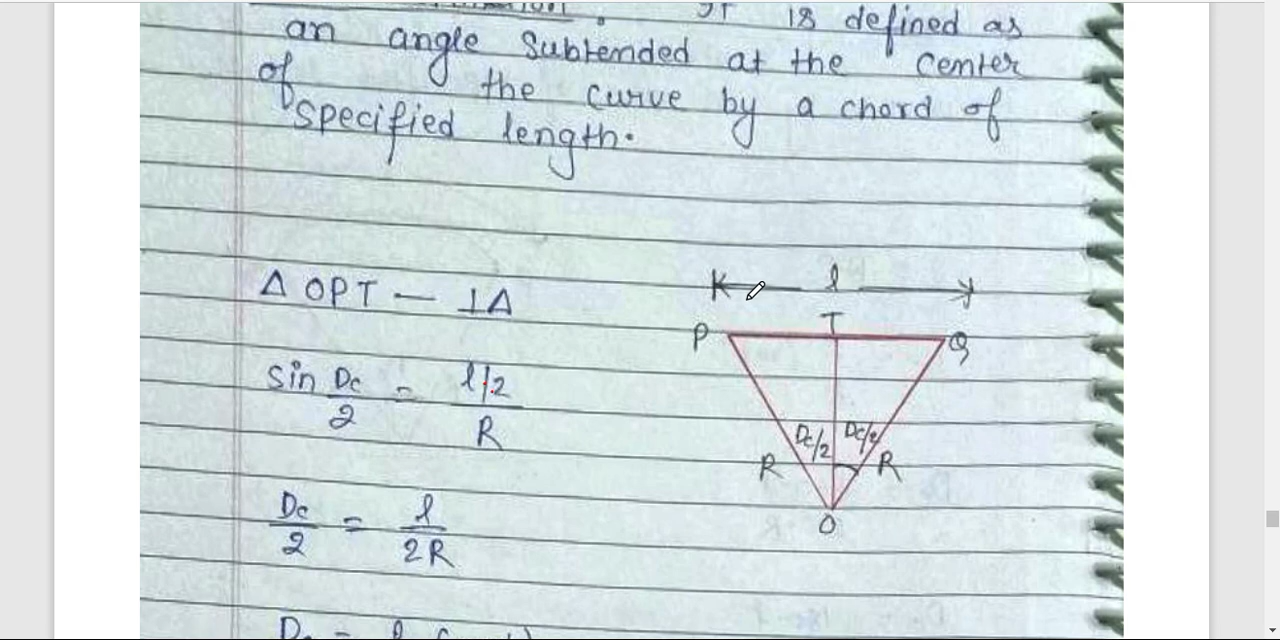 It is defined as
an angle subtended at the center
of the curve by a chord of
specified length.
l
Δ OPT — ⊥Δ
T
P
Q
sin Dc/2 = l/2 / R
Dc/2 Dc/2
R R
O
Dc/2 = l/2R